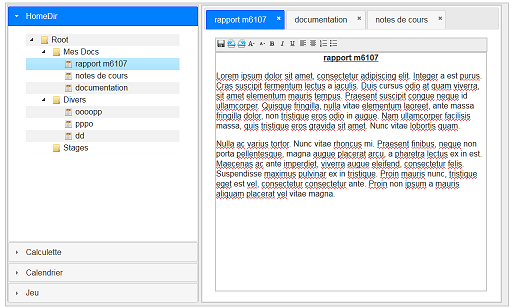 HomeDir
Root
Mes Docs
rapport m6107
notes de cours
documentation
Divers
oooopp
pppo
dd
Stages
Calculette
Calendrier
Jeu
rapport m6107
documentation
notes de cours
rapport m6107
Lorem ipsum dolor sit amet, consectetur adipiscing elit. Integer a est purus.
Cras suscipit fermentum lectus a iaculis. Duis cursus odio at quam viverra,
sit amet elementum mauris tempus. Praesent suscipit congue neque id
ullamcorper. Quisque fringilla, nulla vitae elementum laoreet, ante massa
fringilla dolor, non tristique eros odio in augue. Nam ullamcorper facilisis
massa, quis tristique eros gravida sit amet. Nunc vitae lobortis quam.
Nulla ac varius tortor. Nunc vitae rhoncus mi. Praesent finibus, neque non
porta pellentesque, magna augue placerat arcu, a pharetra lectus ex in est.
Maecenas ac ante imperdiet, viverra augue eleifend, consectetur felis.
Suspendisse maximus pulvinar ex in tristique. Proin mauris nunc, tristique
eget est vel, consectetur consectetur ante. Proin non ipsum a mauris
aliquam placerat vel vitae magna.